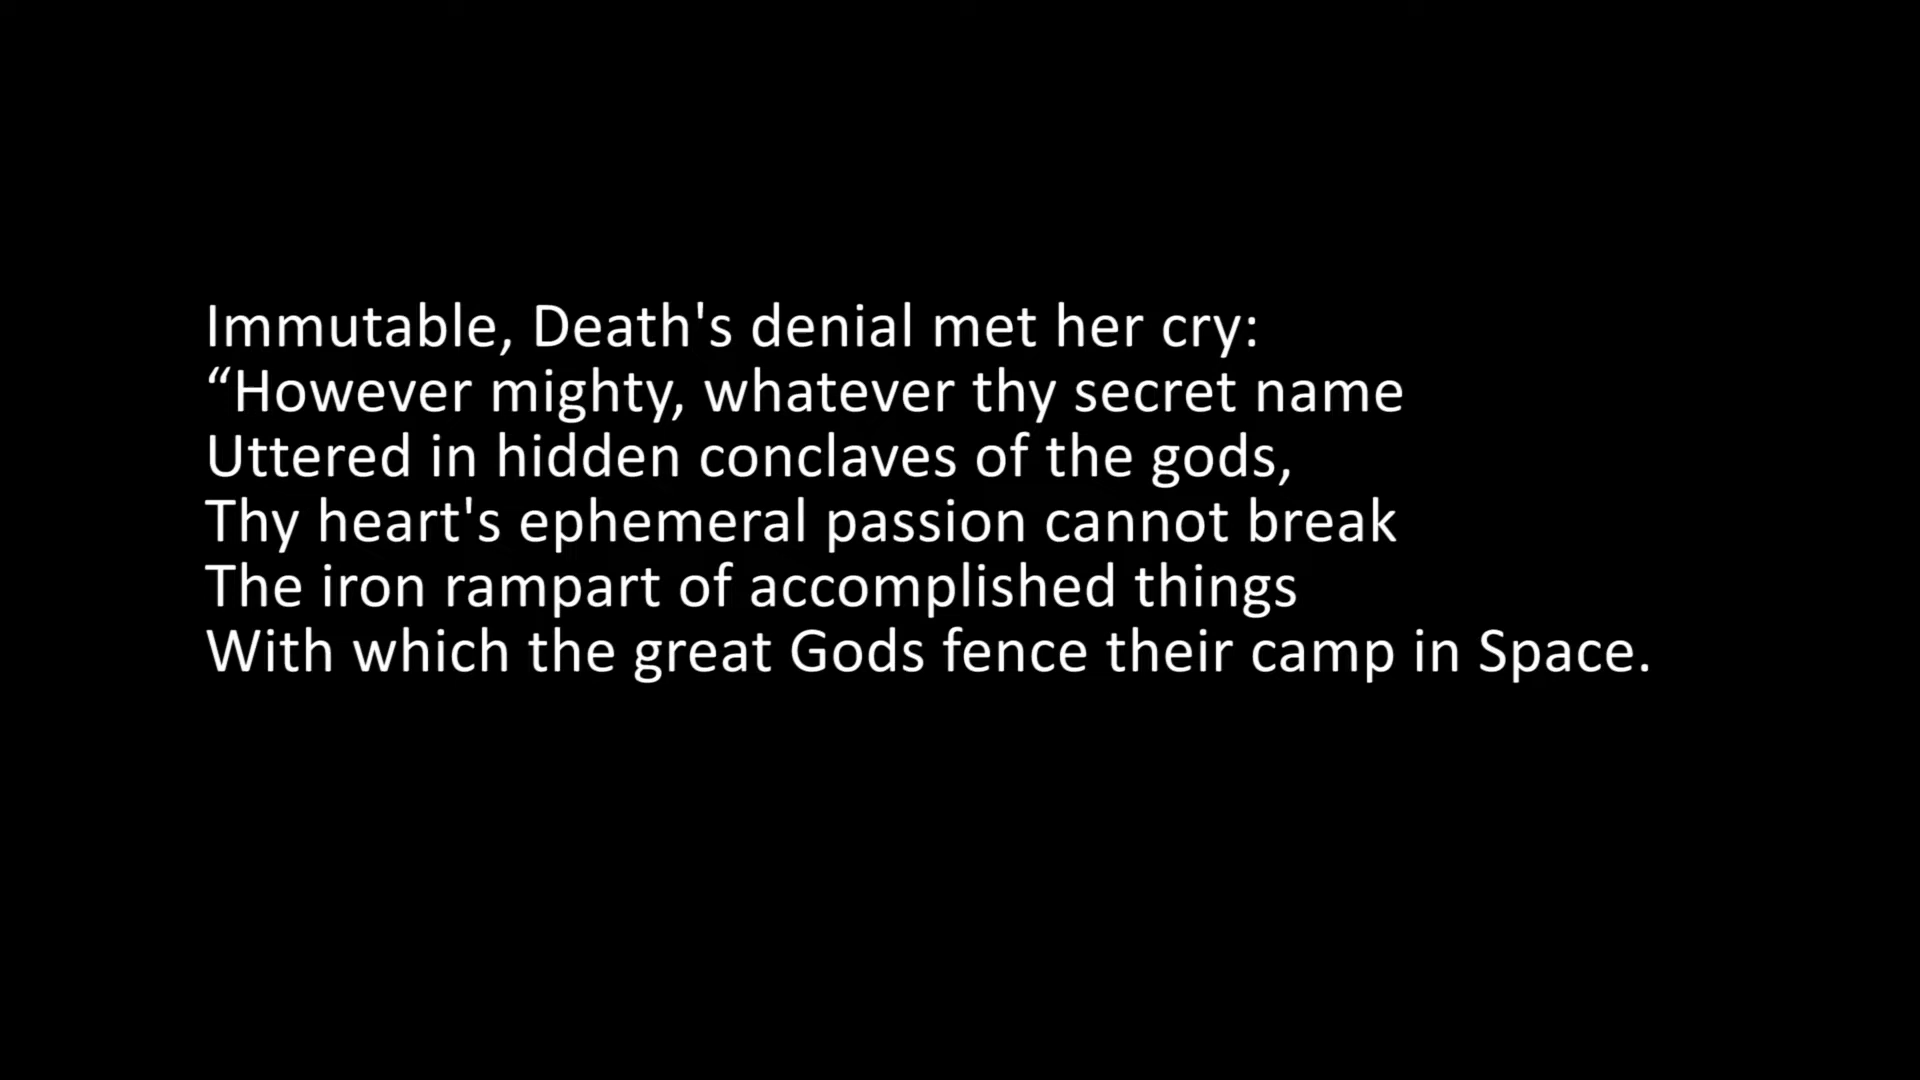 Immutable, Death's denial met her cry:
“However mighty, whatever thy secret name
Uttered in hidden conclaves of the gods,
Thy heart's ephemeral passion cannot break
The iron rampart of accomplished things
With which the great Gods fence their camp in Space.